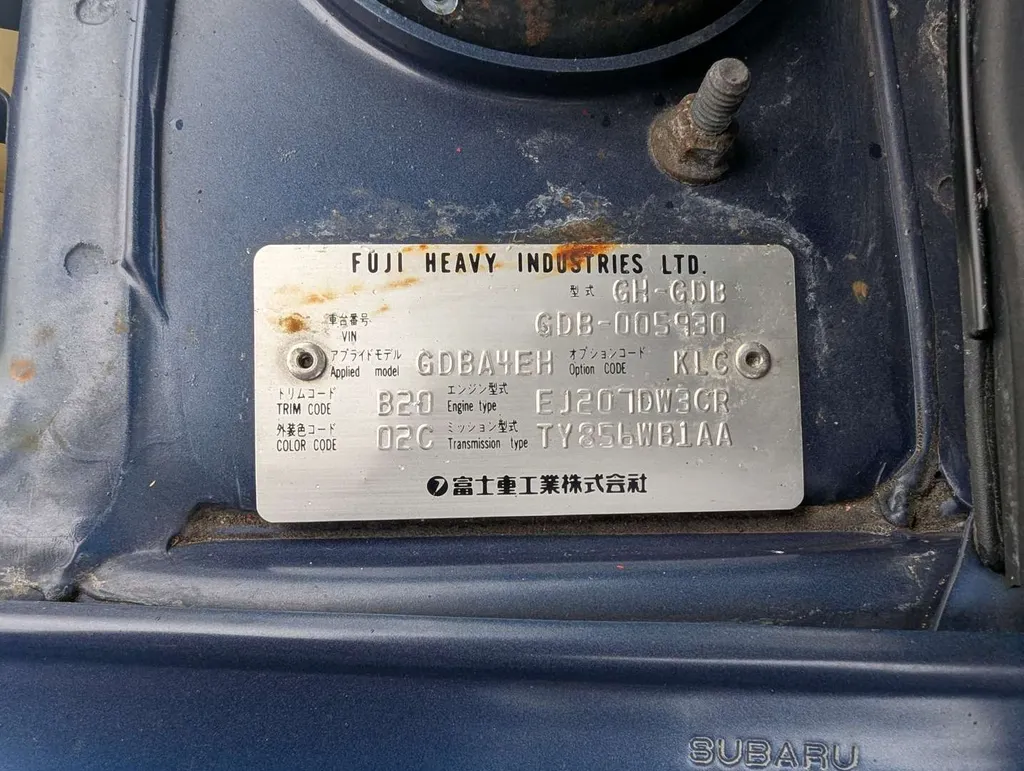 FUJI HEAVY INDUSTRIES LTD.
型式 GH-GDB
車台番号 VIN GDB-005930
アプライドモデル Applied model GDBA4EH オプションコード Option CODE KLC
トリムコード TRIM CODE B20 エンジン型式 Engine type EJ207DW3CR
外装色コード COLOR CODE 02C ミッション型式 Transmission type TY856WB1AA
富士重工業株式会社
SUBARU